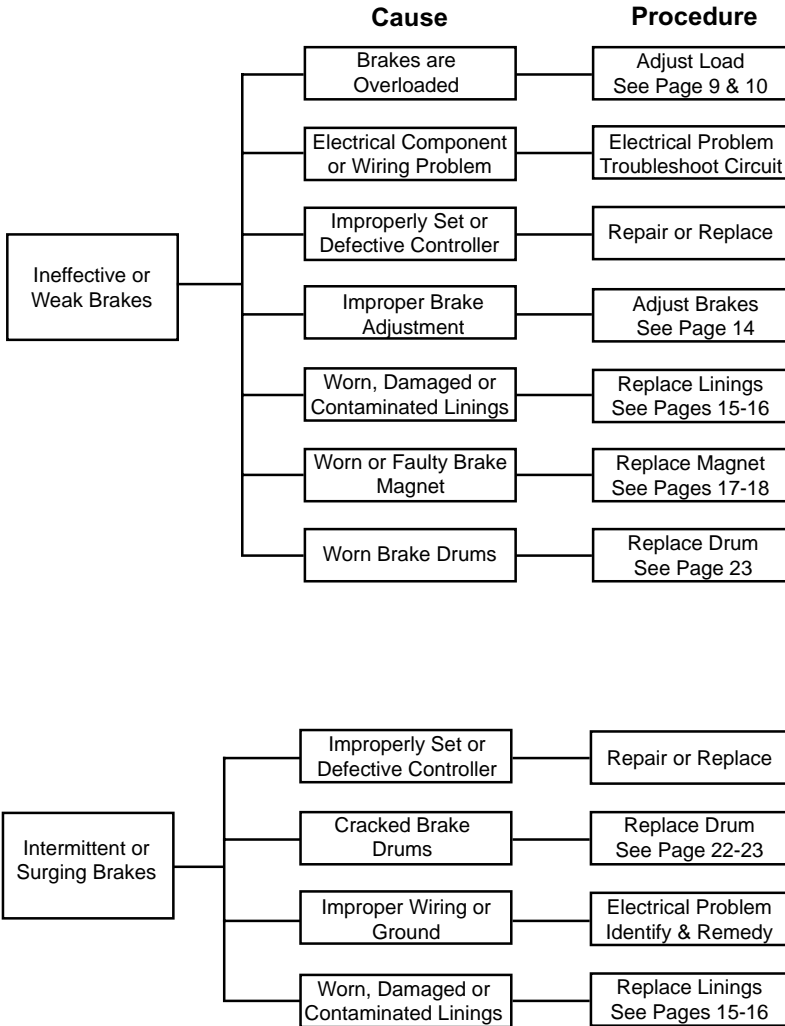 Cause
Procedure
Brakes are
Overloaded
Adjust Load
See Page 9 & 10
Electrical Component
or Wiring Problem
Electrical Problem
Troubleshoot Circuit
Improperly Set or
Defective Controller
Repair or Replace
Ineffective or
Weak Brakes
Improper Brake
Adjustment
Adjust Brakes
See Page 14
Worn, Damaged or
Contaminated Linings
Replace Linings
See Pages 15-16
Worn or Faulty Brake
Magnet
Replace Magnet
See Pages 17-18
Worn Brake Drums
Replace Drum
See Page 23
Improperly Set or
Defective Controller
Repair or Replace
Intermittent or
Surging Brakes
Cracked Brake
Drums
Replace Drum
See Page 22-23
Improper Wiring or
Ground
Electrical Problem
Identify & Remedy
Worn, Damaged or
Contaminated Linings
Replace Linings
See Pages 15-16